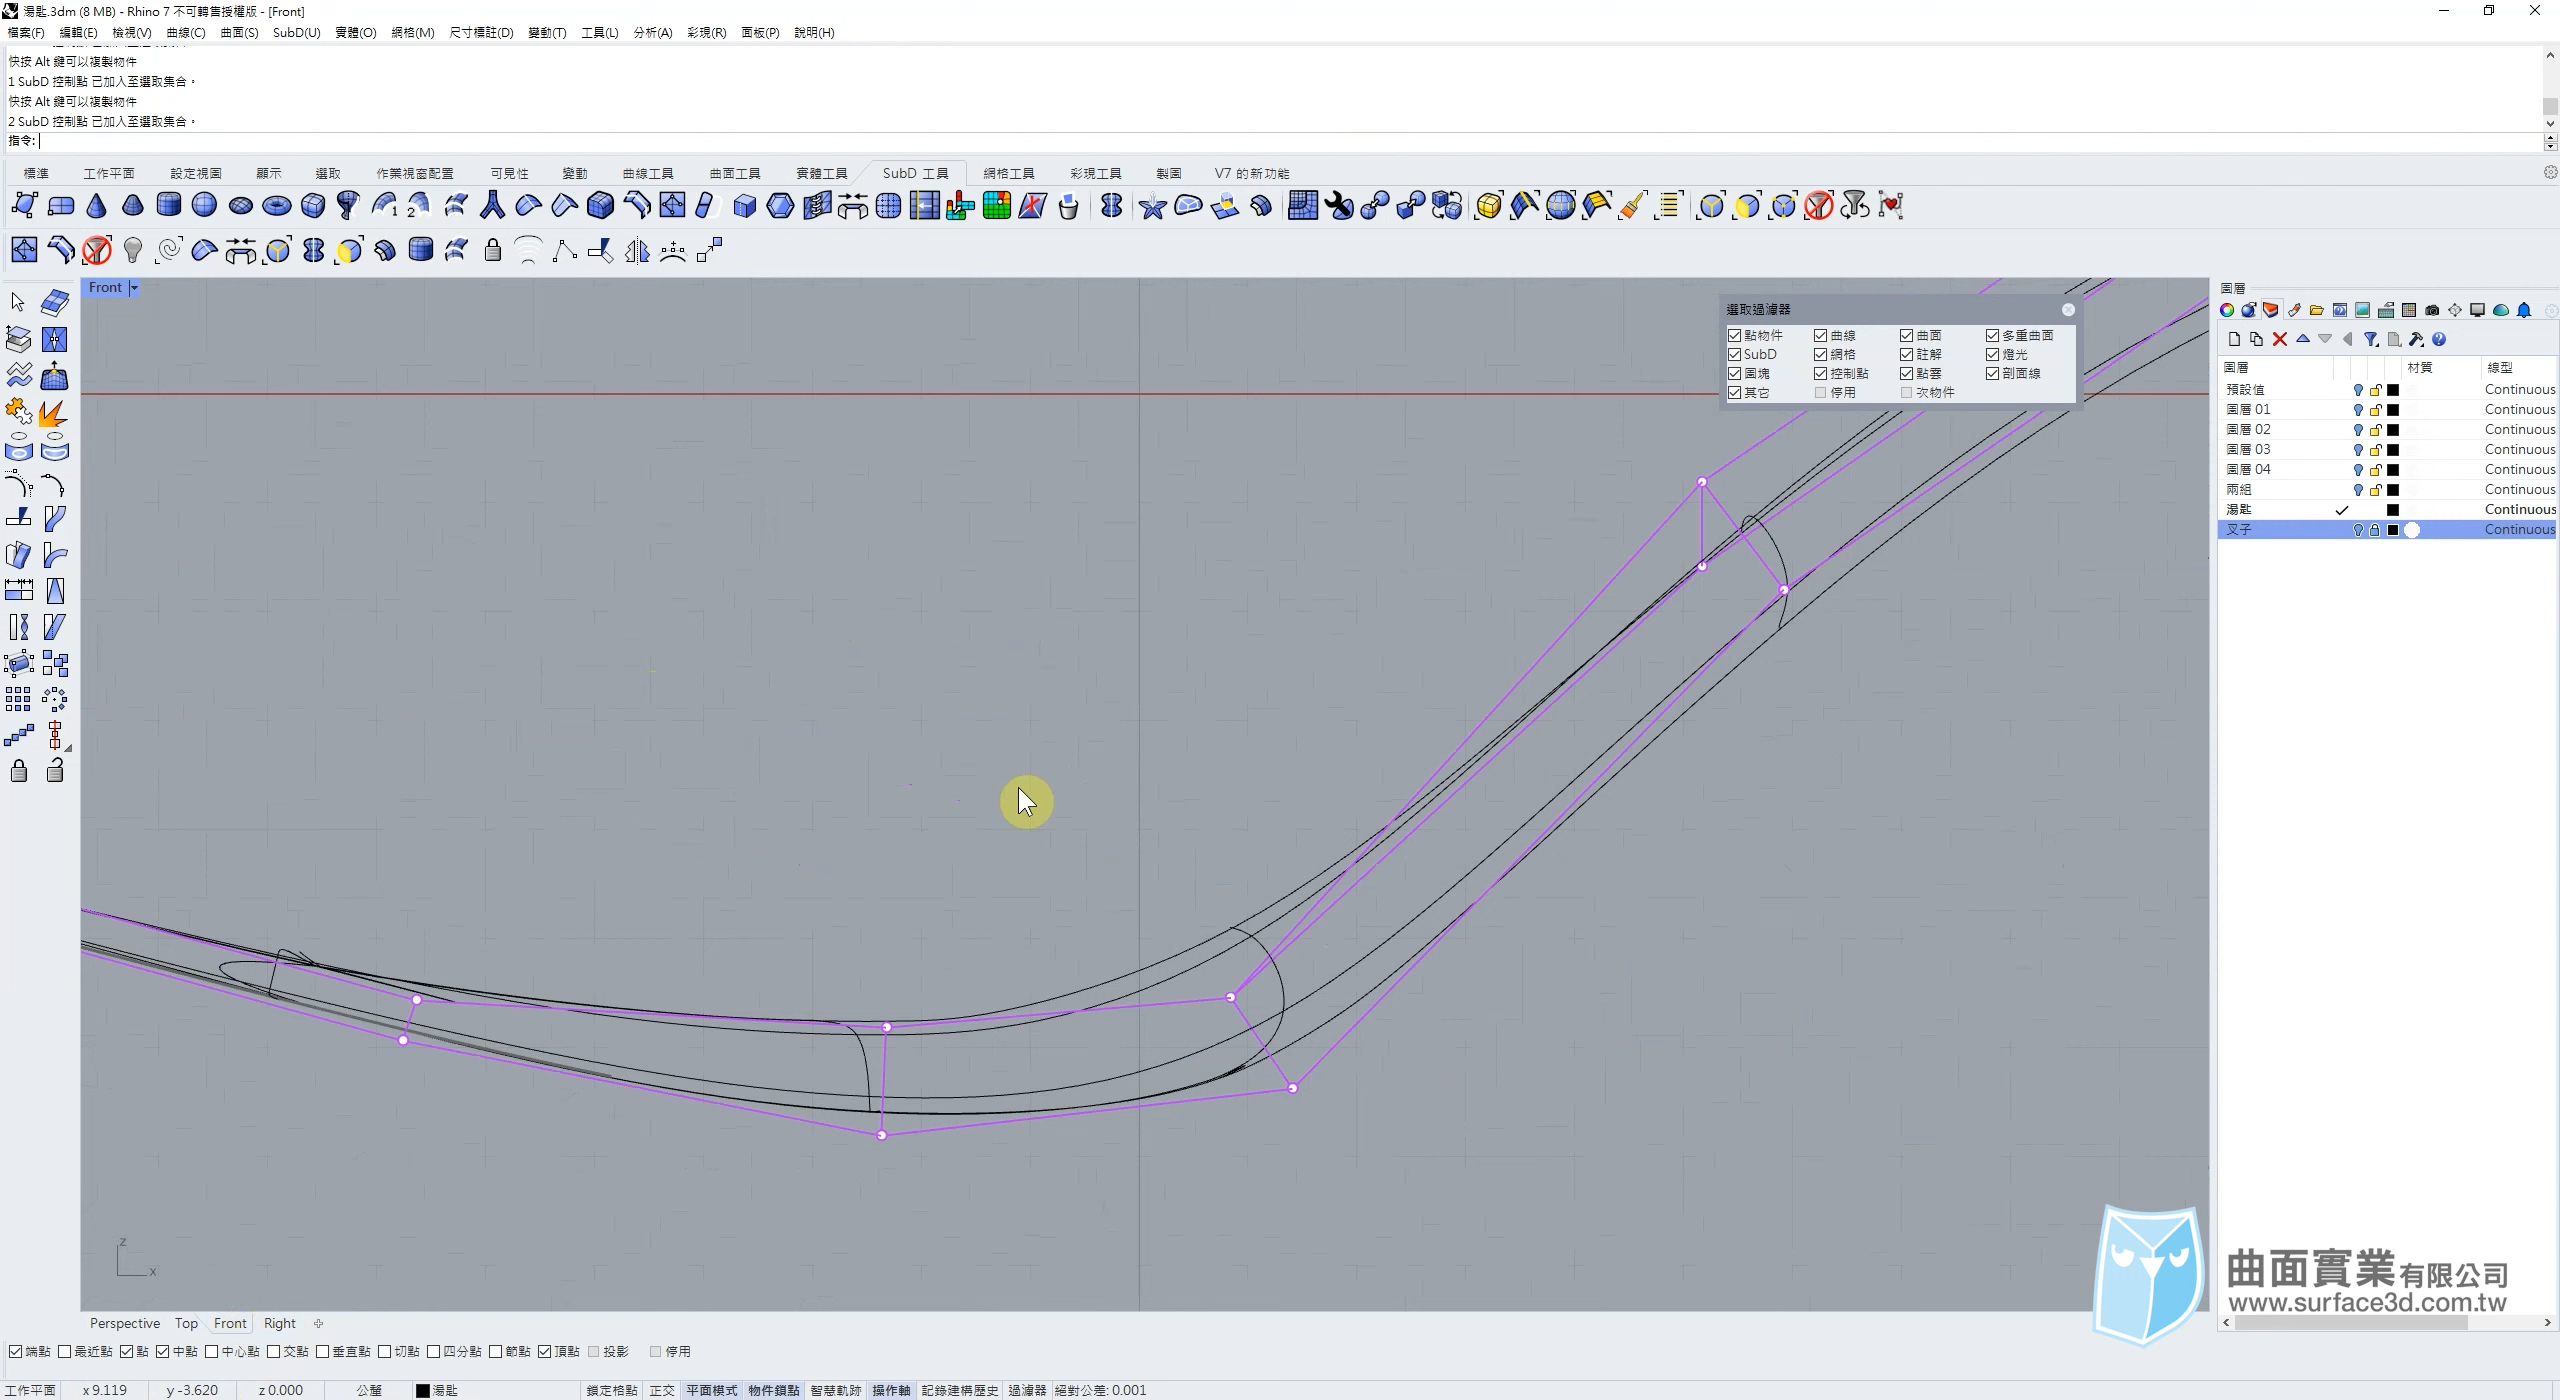 湯匙.3dm (8 MB) - Rhino 7 不可轉售授權版 - [Front]
檔案(F) 編輯(E) 檢視(V) 曲線(C) 曲面(S) SubD(U) 實體(O) 網格(M) 尺寸標註(D) 變動(T) 工具(L) 分析(A) 彩現(R) 面板(P) 說明(H)
快按 Alt 鍵可以複製物件
1 SubD 控制點 已加入至選取集合。
快按 Alt 鍵可以複製物件
2 SubD 控制點 已加入至選取集合。
指令:
標準 工作平面 設定視圖 顯示 選取 作業視窗配置 可見性 變動 曲線工具 曲面工具 實體工具 SubD 工具 網格工具 彩現工具 製圖 V7 的新功能
Front
選取過濾器
點物件 曲線 曲面 多重曲面
SubD 網格 註解 燈光
圖塊 控制點 點雲 剖面線
其它 停用 次物件
圖層
圖層 材質 線型
預設值 Continuous
圖層 01 Continuous
圖層 02 Continuous
圖層 03 Continuous
圖層 04 Continuous
兩組 Continuous
湯匙 Continuous
叉子 Continuous
z
x
曲面實業有限公司
www.surface3d.com.tw
Perspective Top Front Right
端點 最近點 點 中點 中心點 交點 垂直點 切點 四分點 節點 頂點 投影 停用
工作平面 x 9.119 y -3.620 z 0.000 公釐 湯匙 鎖定格點 正交 平面模式 物件鎖點 智慧軌跡 操作軸 記錄建構歷史 過濾器 絕對公差: 0.001